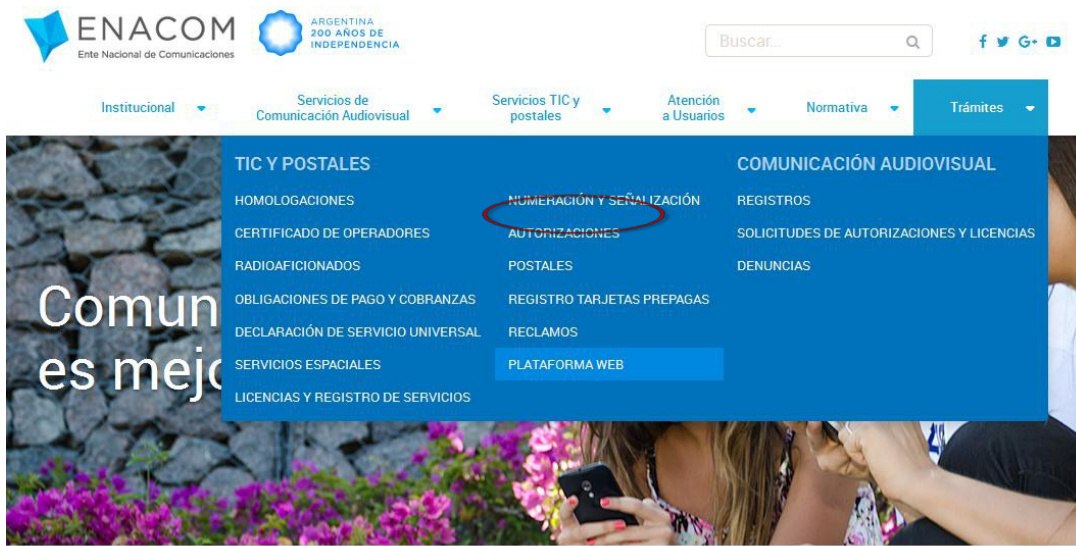 ENACOM
Ente Nacional de Comunicaciones
ARGENTINA
200 AÑOS DE
INDEPENDENCIA
Buscar...
Institucional
Servicios de
Comunicación Audiovisual
Servicios TIC y
postales
Atención
a Usuarios
Normativa
Trámites
TIC Y POSTALES
HOMOLOGACIONES
CERTIFICADO DE OPERADORES
RADIOAFICIONADOS
OBLIGACIONES DE PAGO Y COBRANZAS
DECLARACIÓN DE SERVICIO UNIVERSAL
SERVICIOS ESPACIALES
LICENCIAS Y REGISTRO DE SERVICIOS
NUMERACIÓN Y SEÑALIZACIÓN
AUTORIZACIONES
POSTALES
REGISTRO TARJETAS PREPAGAS
RECLAMOS
PLATAFORMA WEB
COMUNICACIÓN AUDIOVISUAL
REGISTROS
SOLICITUDES DE AUTORIZACIONES Y LICENCIAS
DENUNCIAS
Comun
es mejo